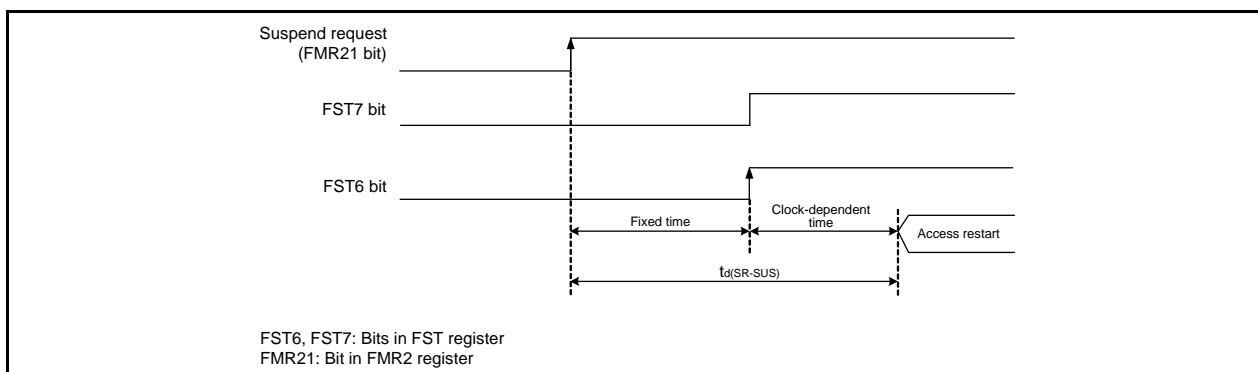 Suspend request
(FMR21 bit)
FST7 bit
FST6 bit
Fixed time
Clock-dependent
time
Access restart
td(SR-SUS)
FST6, FST7: Bits in FST register
FMR21: Bit in FMR2 register